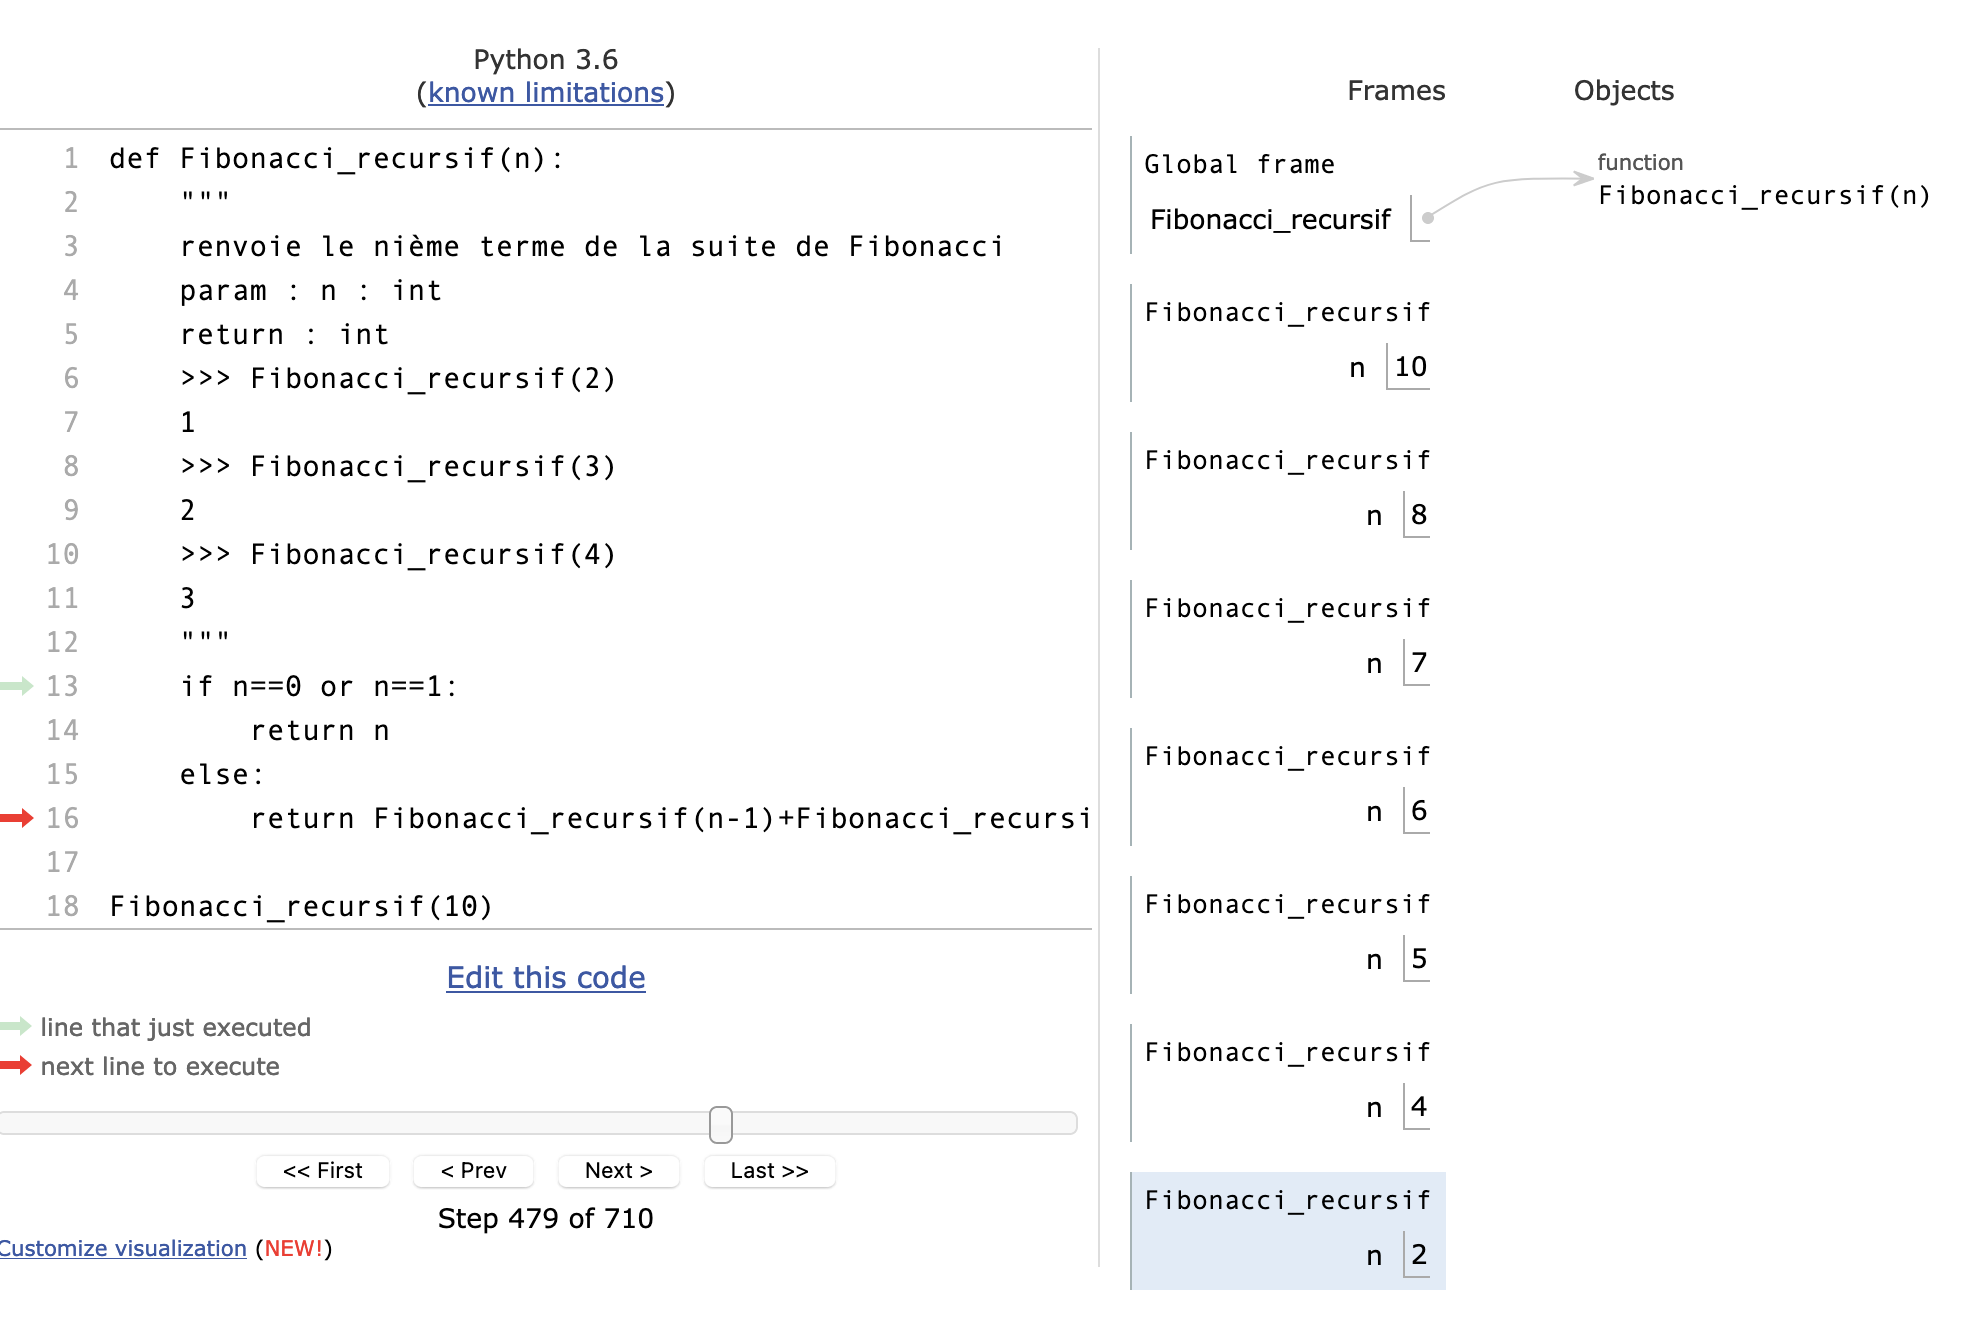 Python 3.6
(known limitations)
1 def Fibonacci_recursif(n):
2 """
3 renvoie le nième terme de la suite de Fibonacci
4 param : n : int
5 return : int
6 >>> Fibonacci_recursif(2)
7 1
8 >>> Fibonacci_recursif(3)
9 2
10 >>> Fibonacci_recursif(4)
11 3
12 """
13 if n==0 or n==1:
14 return n
15 else:
16 return Fibonacci_recursif(n-1)+Fibonacci_recursi
17
18 Fibonacci_recursif(10)
Edit this code
line that just executed
next line to execute
<< First < Prev Next > Last >>
Step 479 of 710
Customize visualization (NEW!)
Frames Objects
Global frame
Fibonacci_recursif
function
Fibonacci_recursif(n)
Fibonacci_recursif
n 10
Fibonacci_recursif
n 8
Fibonacci_recursif
n 7
Fibonacci_recursif
n 6
Fibonacci_recursif
n 5
Fibonacci_recursif
n 4
Fibonacci_recursif
n 2